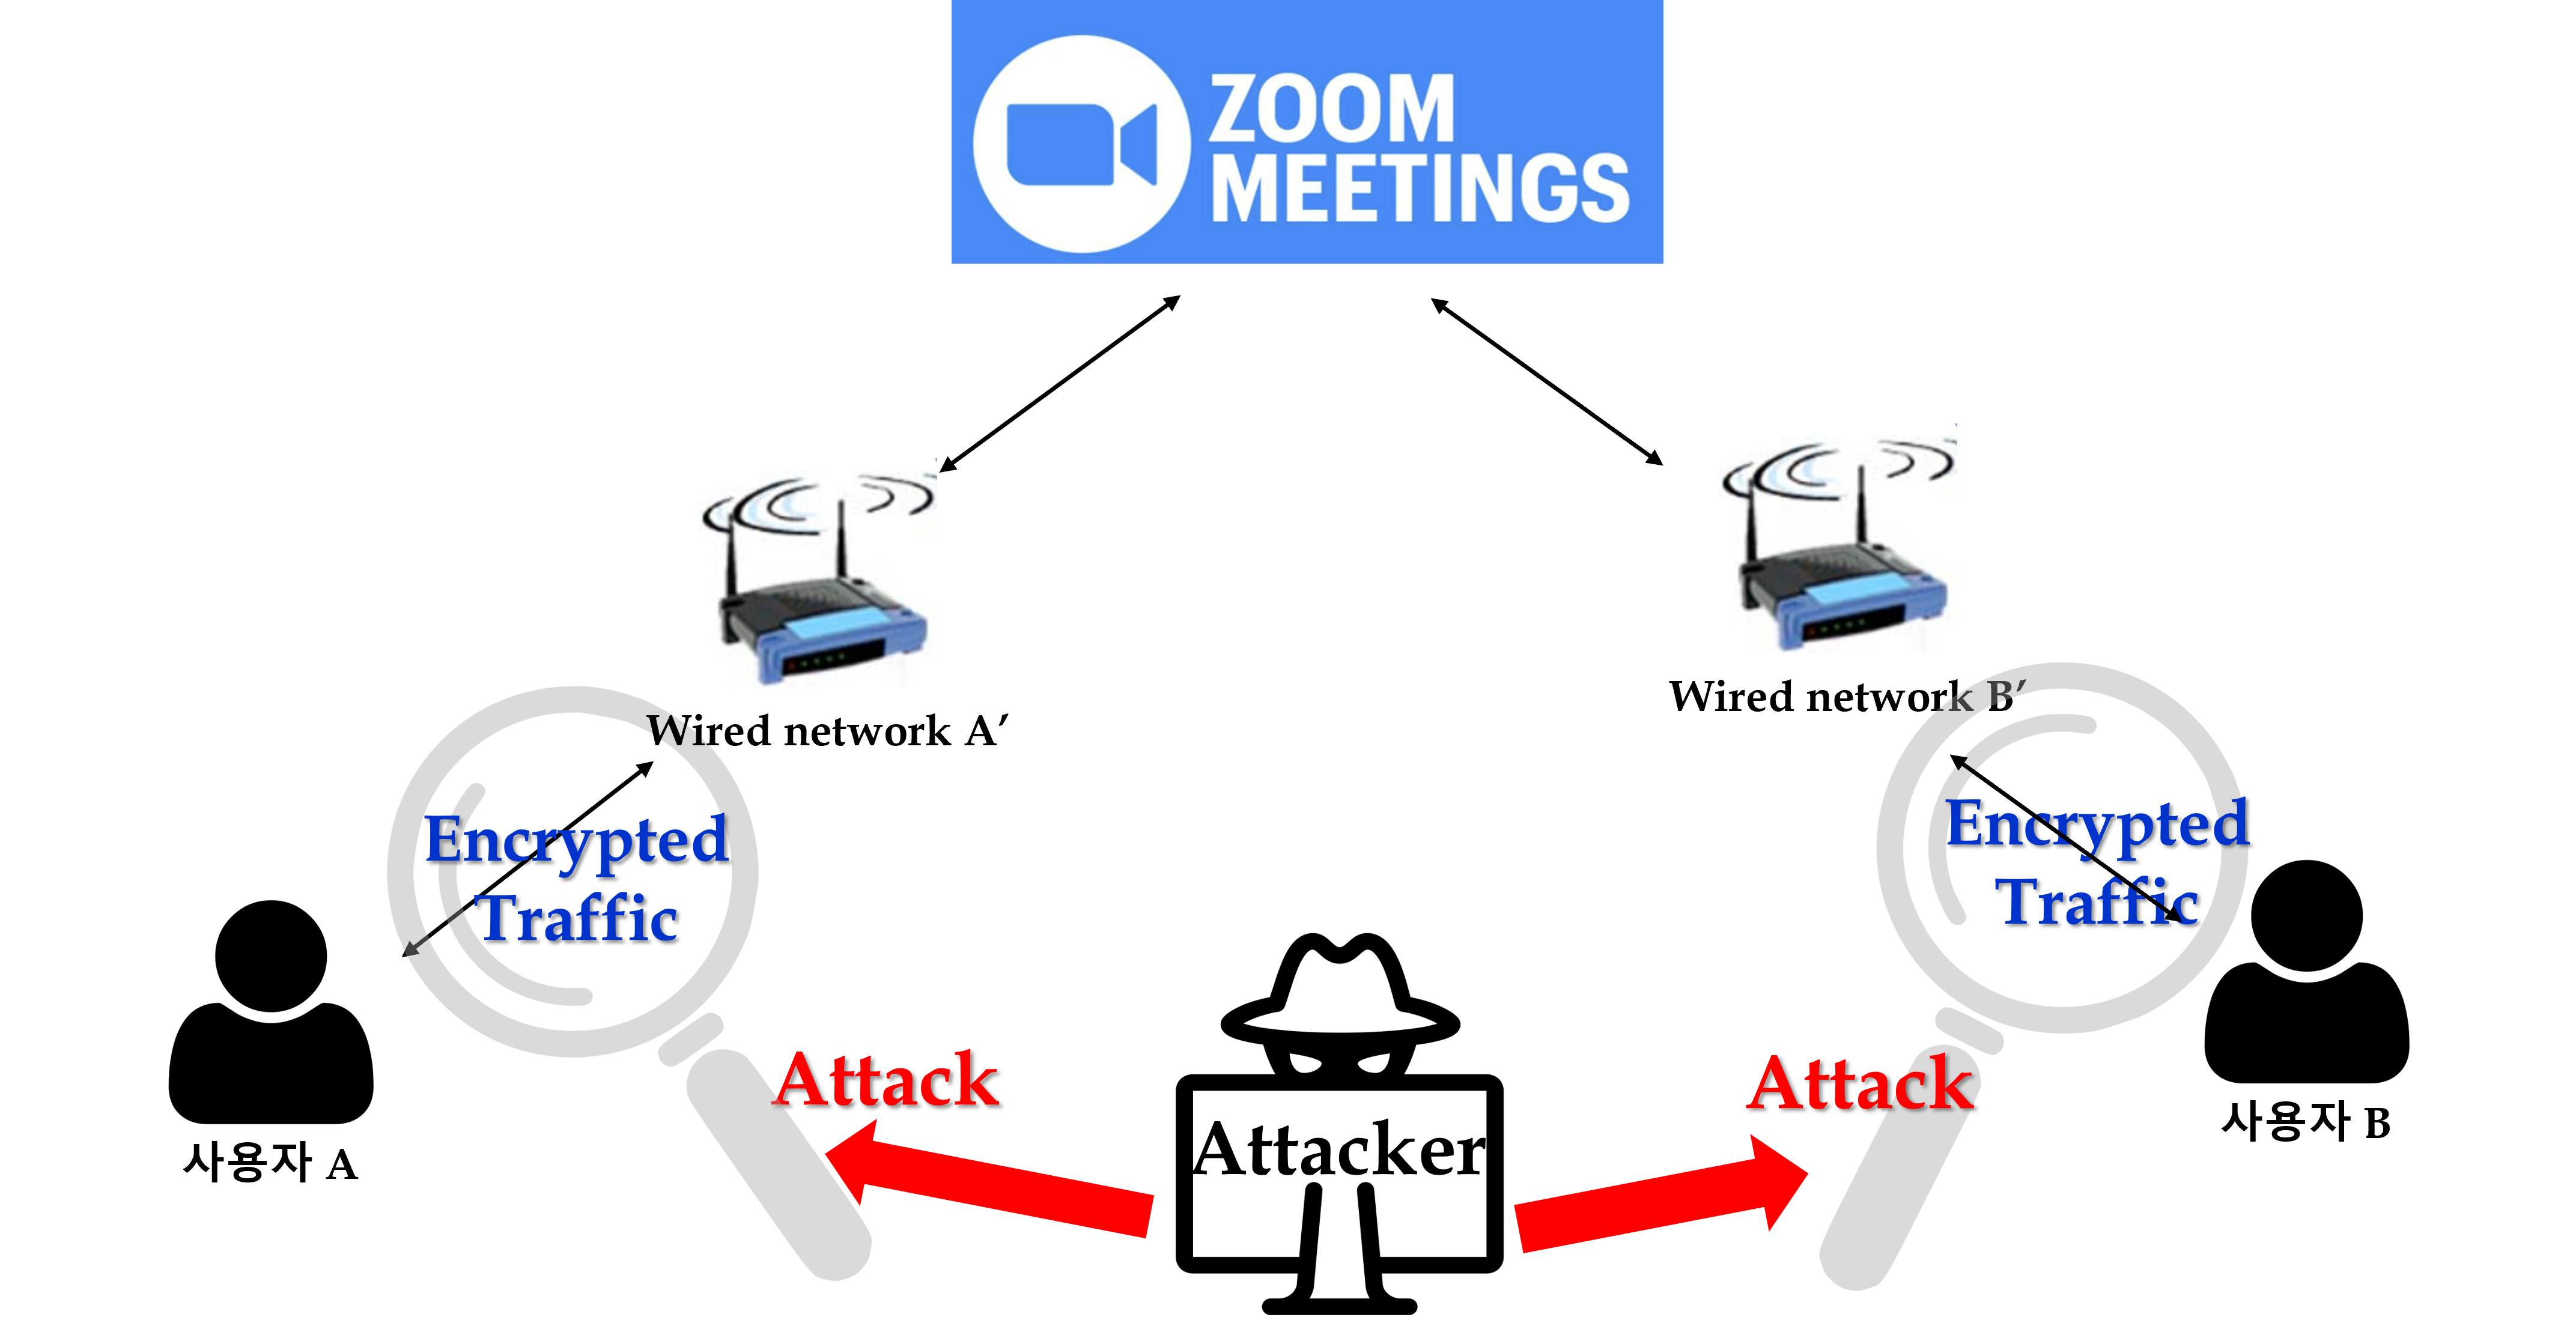 ZOOM
MEETINGS
Wired network A’
Wired network B’
Encrypted
Traffic
Encrypted
Traffic
Attack
Attack
Attacker
사용자 A
사용자 B